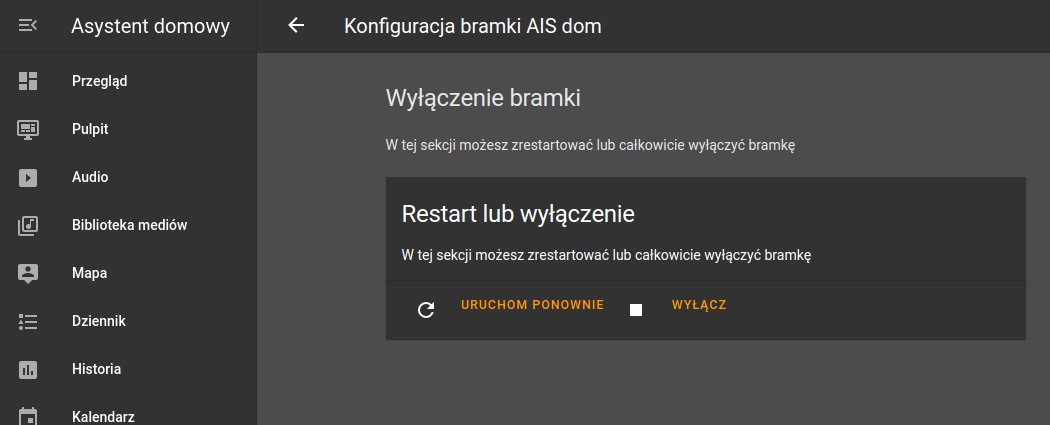 Asystent domowy
Konfiguracja bramki AIS dom
Przegląd
Pulpit
Audio
Biblioteka mediów
Mapa
Dziennik
Historia
Kalendarz
Wyłączenie bramki
W tej sekcji możesz zrestartować lub całkowicie wyłączyć bramkę
Restart lub wyłączenie
W tej sekcji możesz zrestartować lub całkowicie wyłączyć bramkę
URUCHOM PONOWNIE
WYŁĄCZ